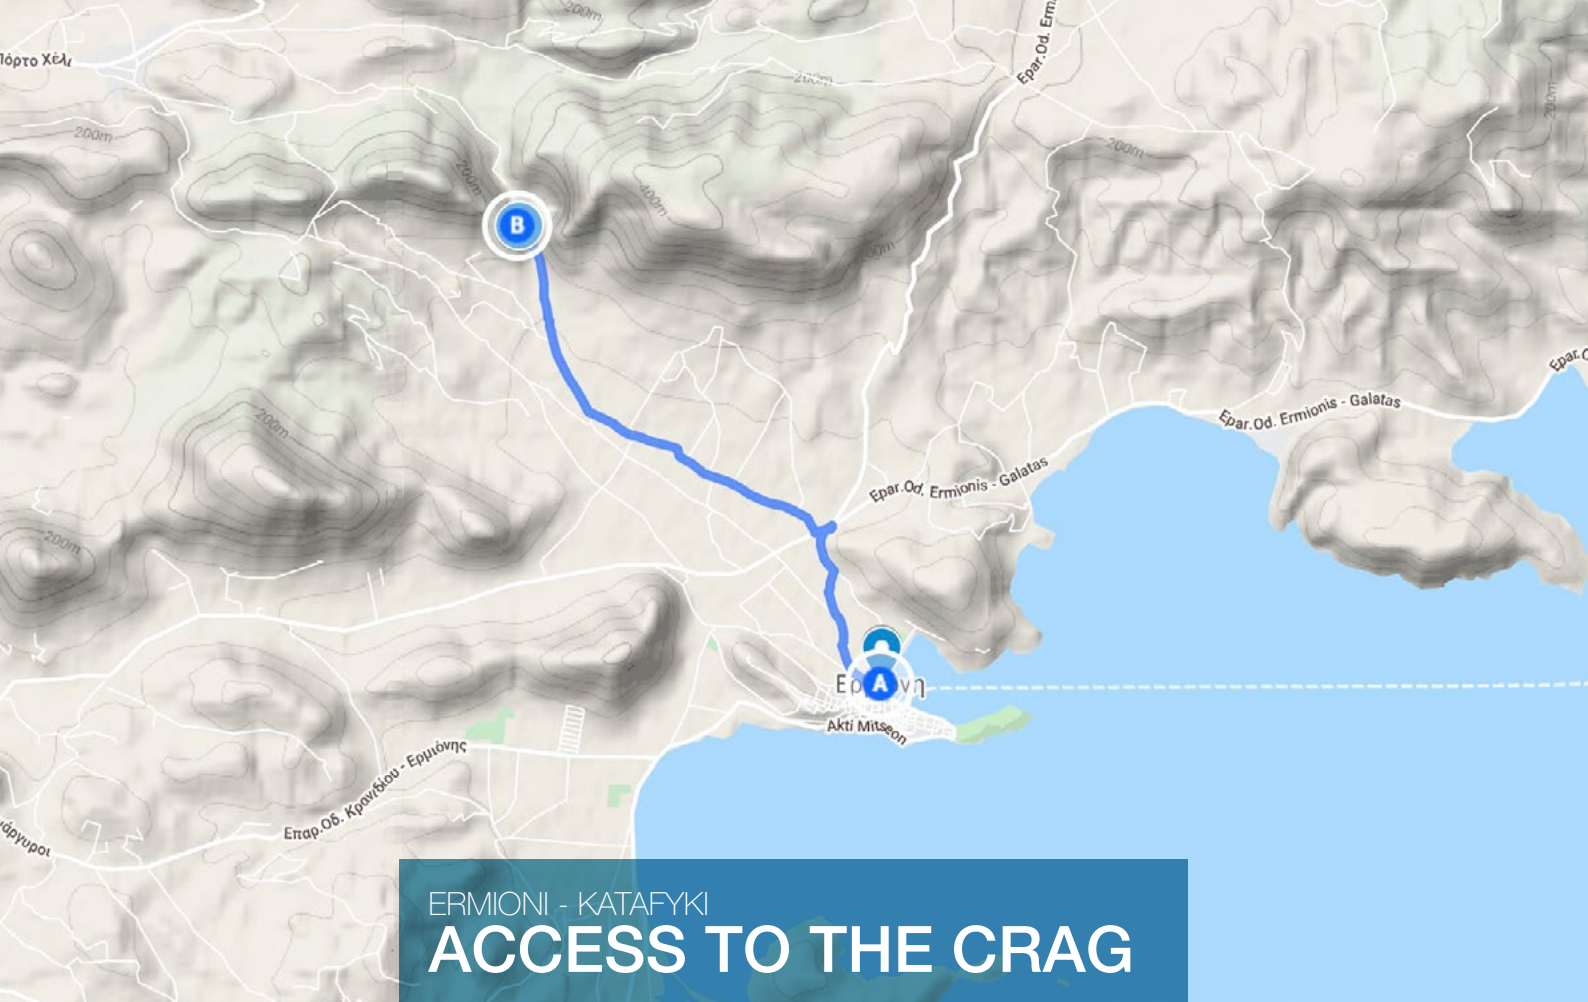 200m
Epar.Od. Erm
Πόρτο Χέλι
200m
200m
200m
200m
200m
400m
B
200m
Epar.Od. Ermionis - Galatas
200m
Epar.Od. Ermionis - Galatas
200m
A
Akti Mitseon
Επαρ.Οδ. Κρανιδίου - Ερμιόνης
ERMIONI - KATAFYKI
ACCESS TO THE CRAG